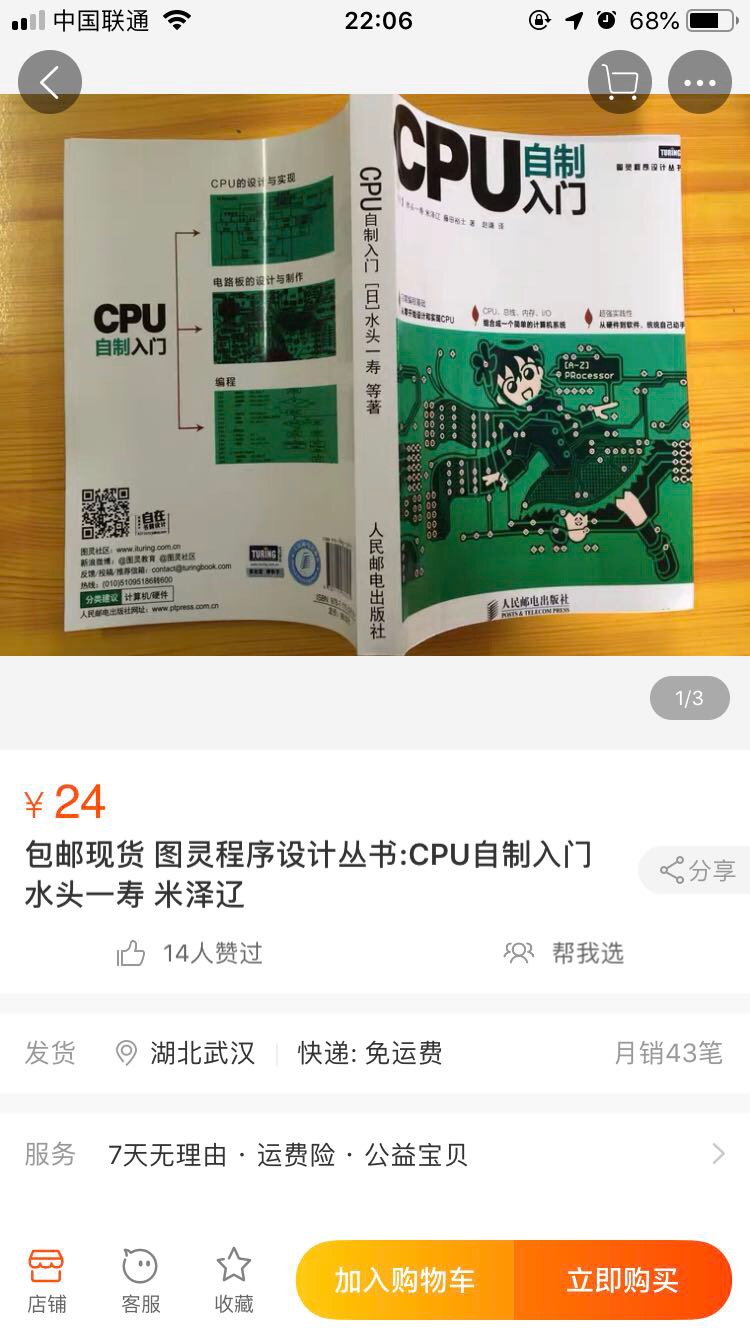 中国联通
22:06
68%
CPU的设计与实现
电路板的设计与制作
编程
CPU
自制入门
自在
图灵社区：www.ituring.com.cn
新浪微博：@图灵教育 @图灵社区
反馈/投稿/推荐信箱：contact@turingbook.com
热线：(010)51095186转600
分类建议 计算机/硬件
人民邮电出版社网址：www.ptpress.com.cn
TURING
CPU自制入门 [日]水头一寿 等著 人民邮电出版社
CPU自制
入门
TURING
图灵程序设计丛书
水头一寿 米泽辽 藤田裕士 著 赵谦 译
CPU、总线、内存、I/O
组合成一个简单的计算机系统
超强实践性
从硬件到软件，统统自己动手
[A-Z]
PRocessor
人民邮电出版社
POSTS & TELECOM PRESS
1/3
¥24
包邮现货 图灵程序设计丛书:CPU自制入门
水头一寿 米泽辽
分享
14人赞过
帮我选
发货
湖北武汉
快递: 免运费
月销43笔
服务
7天无理由 · 运费险 · 公益宝贝
店铺
客服
收藏
加入购物车
立即购买